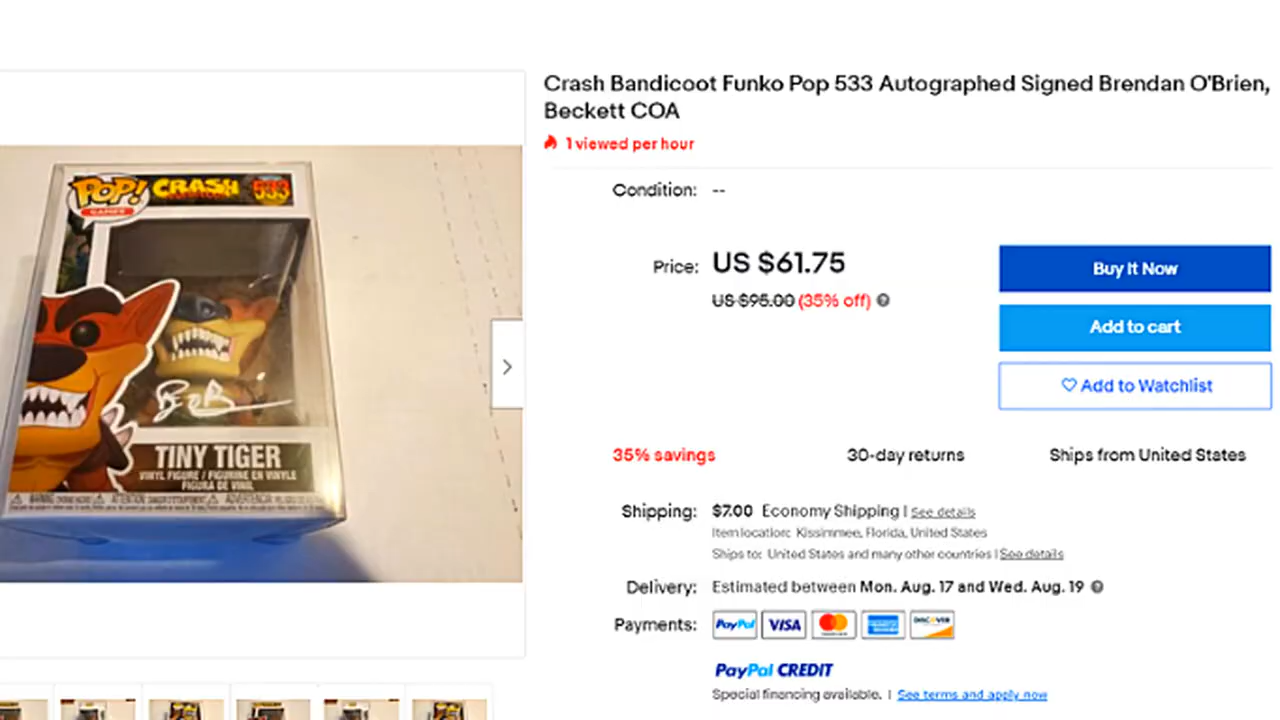 Crash Bandicoot Funko Pop 533 Autographed Signed Brendan O'Brien,
Beckett COA
1 viewed per hour
Condition: --
Price: US $61.75
US $95.00 (35% off)
Buy It Now
Add to cart
Add to Watchlist
35% savings 30-day returns Ships from United States
Shipping: $7.00 Economy Shipping | See details
Item location: Kissimmee, Florida, United States
Ships to: United States and many other countries | See details
Delivery: Estimated between Mon. Aug. 17 and Wed. Aug. 19
Payments: PayPal VISA DISCOVER
PayPal CREDIT
Special financing available. | See terms and apply now
POP! CRASH 533
GAMES
TINY TIGER
VINYL FIGURE / FIGURINE EN VINYLE
FIGURA DE VINIL
WARNING ATTENTION ADVERTENCIA